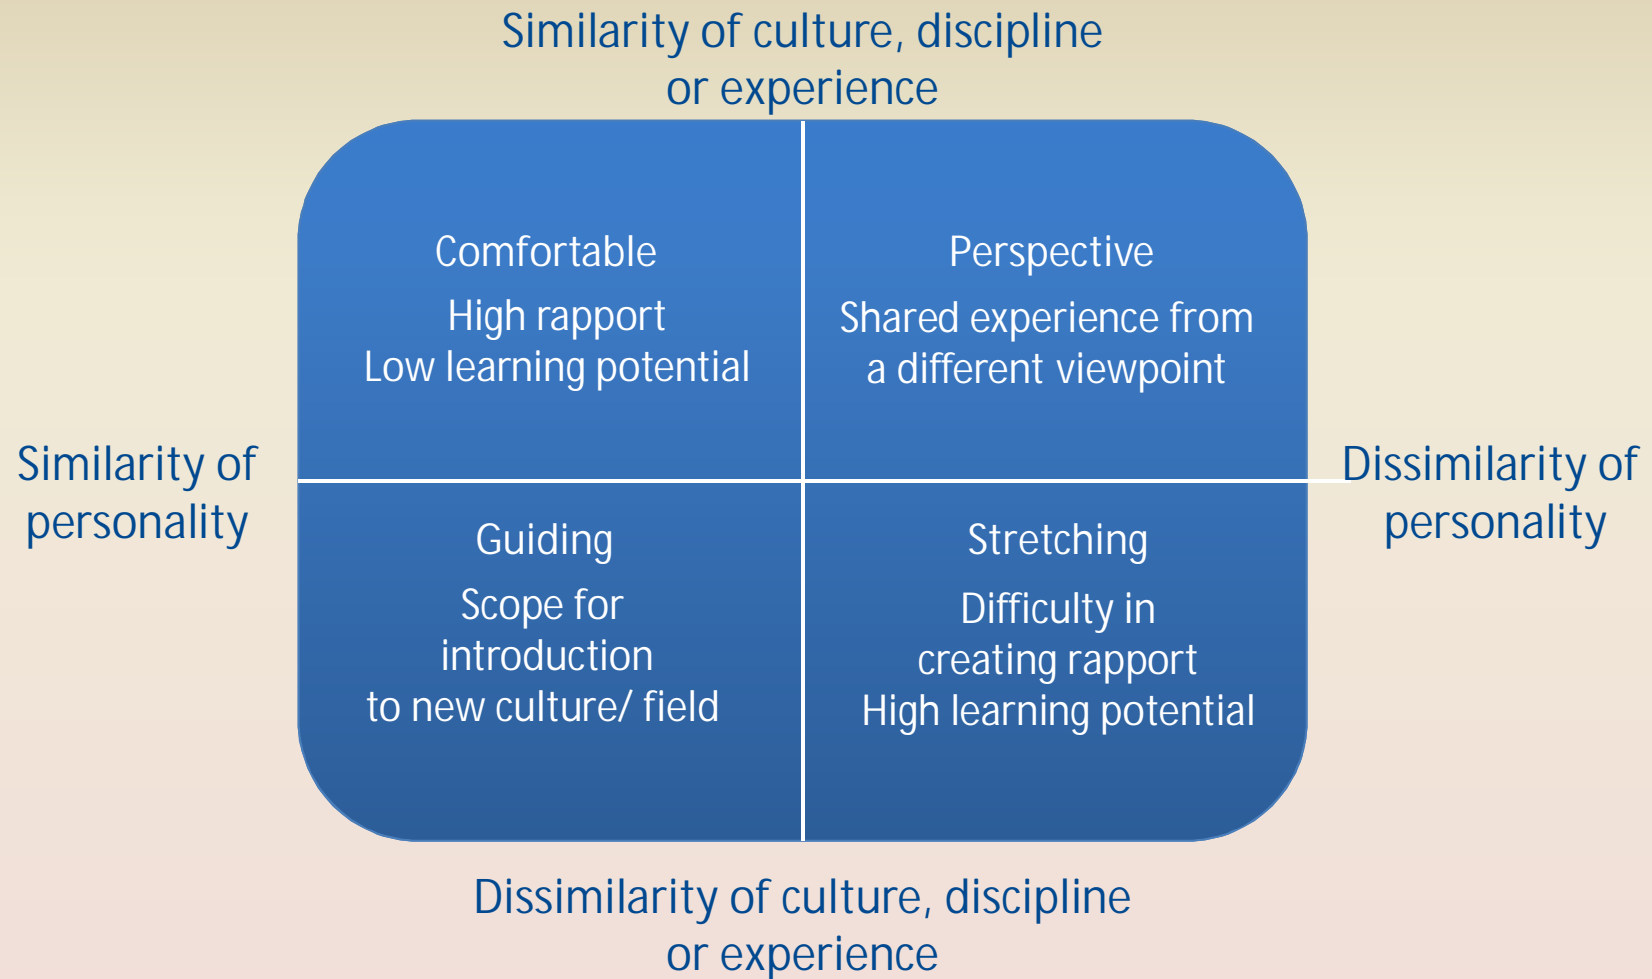 Similarity of culture, discipline
or experience
Comfortable
High rapport
Low learning potential
Perspective
Shared experience from
a different viewpoint
Similarity of
personality
Dissimilarity of
personality
Guiding
Scope for
introduction
to new culture/ field
Stretching
Difficulty in
creating rapport
High learning potential
Dissimilarity of culture, discipline
or experience